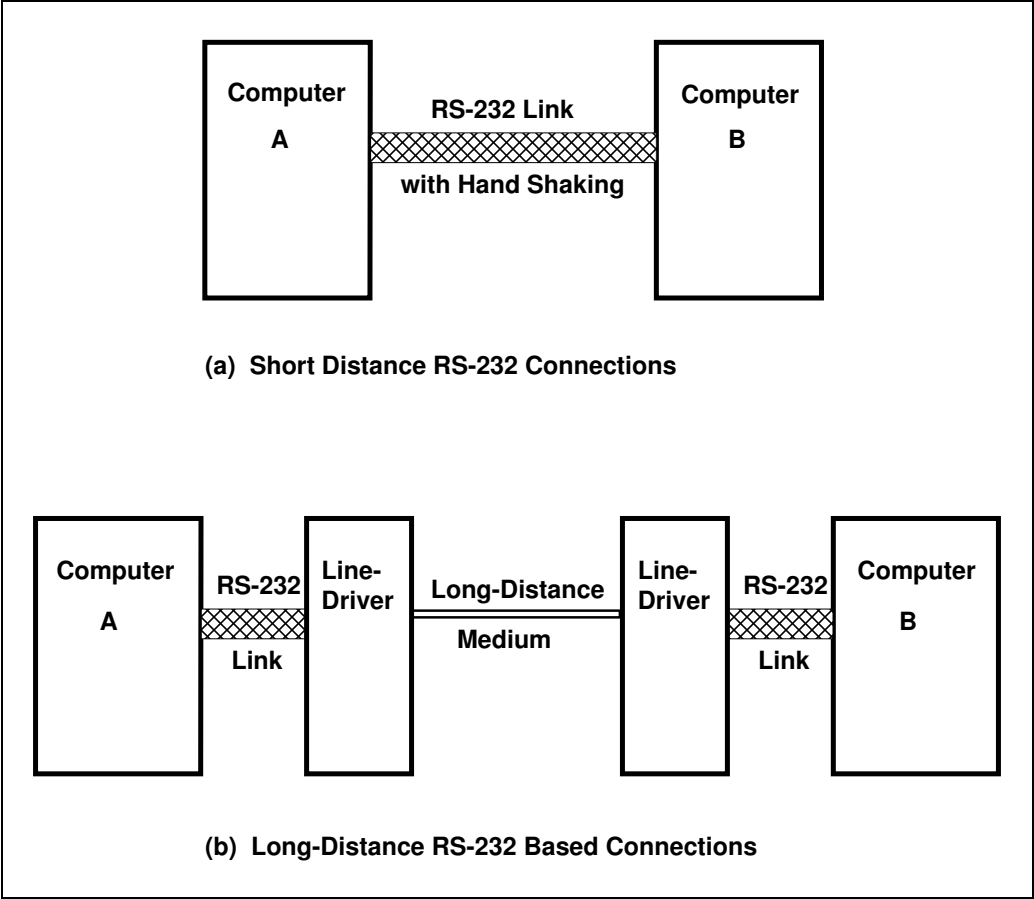 Computer
A
RS-232 Link
with Hand Shaking
Computer
B
(a) Short Distance RS-232 Connections
Computer
A
RS-232
Link
Line-
Driver
Long-Distance
Medium
Line-
Driver
RS-232
Link
Computer
B
(b) Long-Distance RS-232 Based Connections